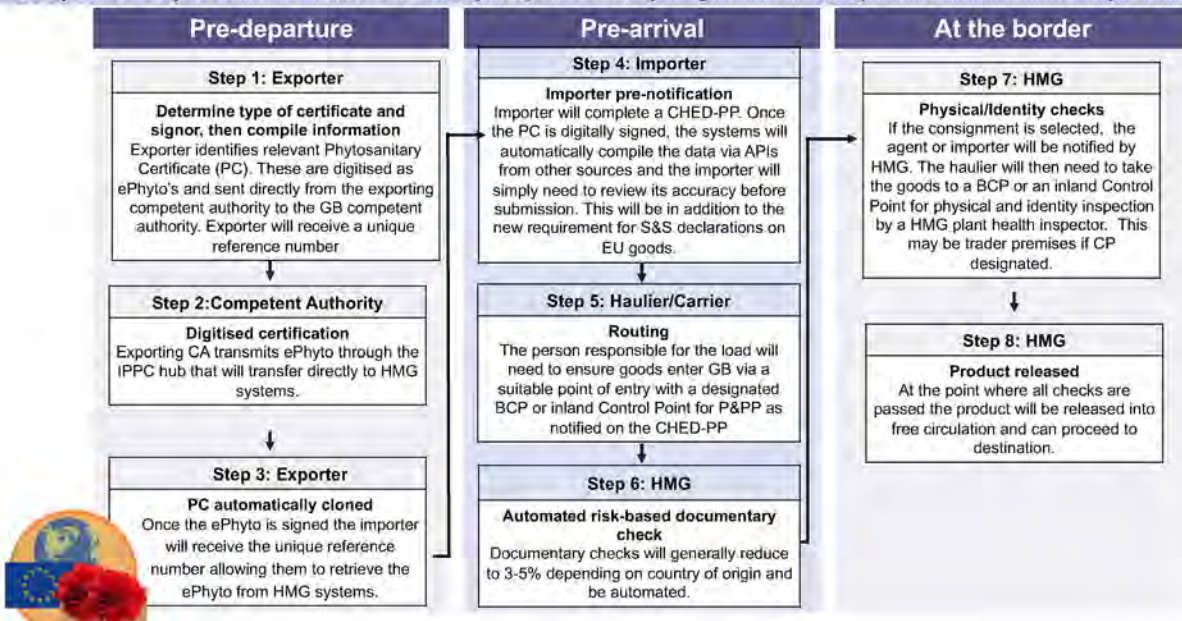 Pre-departure
Step 1: Exporter
Determine type of certificate and
signor, then compile information
Exporter identifies relevant Phytosanitary
Certificate (PC). These are digitised as
ePhyto's and sent directly from the exporting
competent authority to the GB competent
authority. Exporter will receive a unique
reference number
Step 2:Competent Authority
Digitised certification
Exporting CA transmits ePhyto through the
iPPC hub that will transfer directly to HMG
systems.
Step 3: Exporter
PC automatically cloned
Once the ePhyto is signed the importer
will receive the unique reference
number allowing them to retrieve the
ePhyto from HMG systems.
Pre-arrival
Step 4: Importer
Importer pre-notification
Importer will complete a CHED-PP. Once
the PC is digitally signed, the systems will
automatically compile the data via APIs
from other sources and the importer will
simply need to review its accuracy before
submission. This will be in addition to the
new requirement for S&S declarations on
EU goods.
Step 5: Haulier/Carrier
Routing
The person responsible for the load will
need to ensure goods enter GB via a
suitable point of entry with a designated
BCP or inland Control Point for P&PP as
notified on the CHED-PP
Step 6: HMG
Automated risk-based documentary
check
Documentary checks will generally reduce
to 3-5% depending on country of origin and
be automated.
At the border
Step 7: HMG
Physical/Identity checks
If the consignment is selected, the
agent or importer will be notified by
HMG. The haulier will then need to take
the goods to a BCP or an inland Control
Point for physical and identity inspection
by a HMG plant health inspector. This
may be trader premises if CP
designated.
Step 8: HMG
Product released
At the point where all checks are
passed the product will be released into
free circulation and can proceed to
destination.